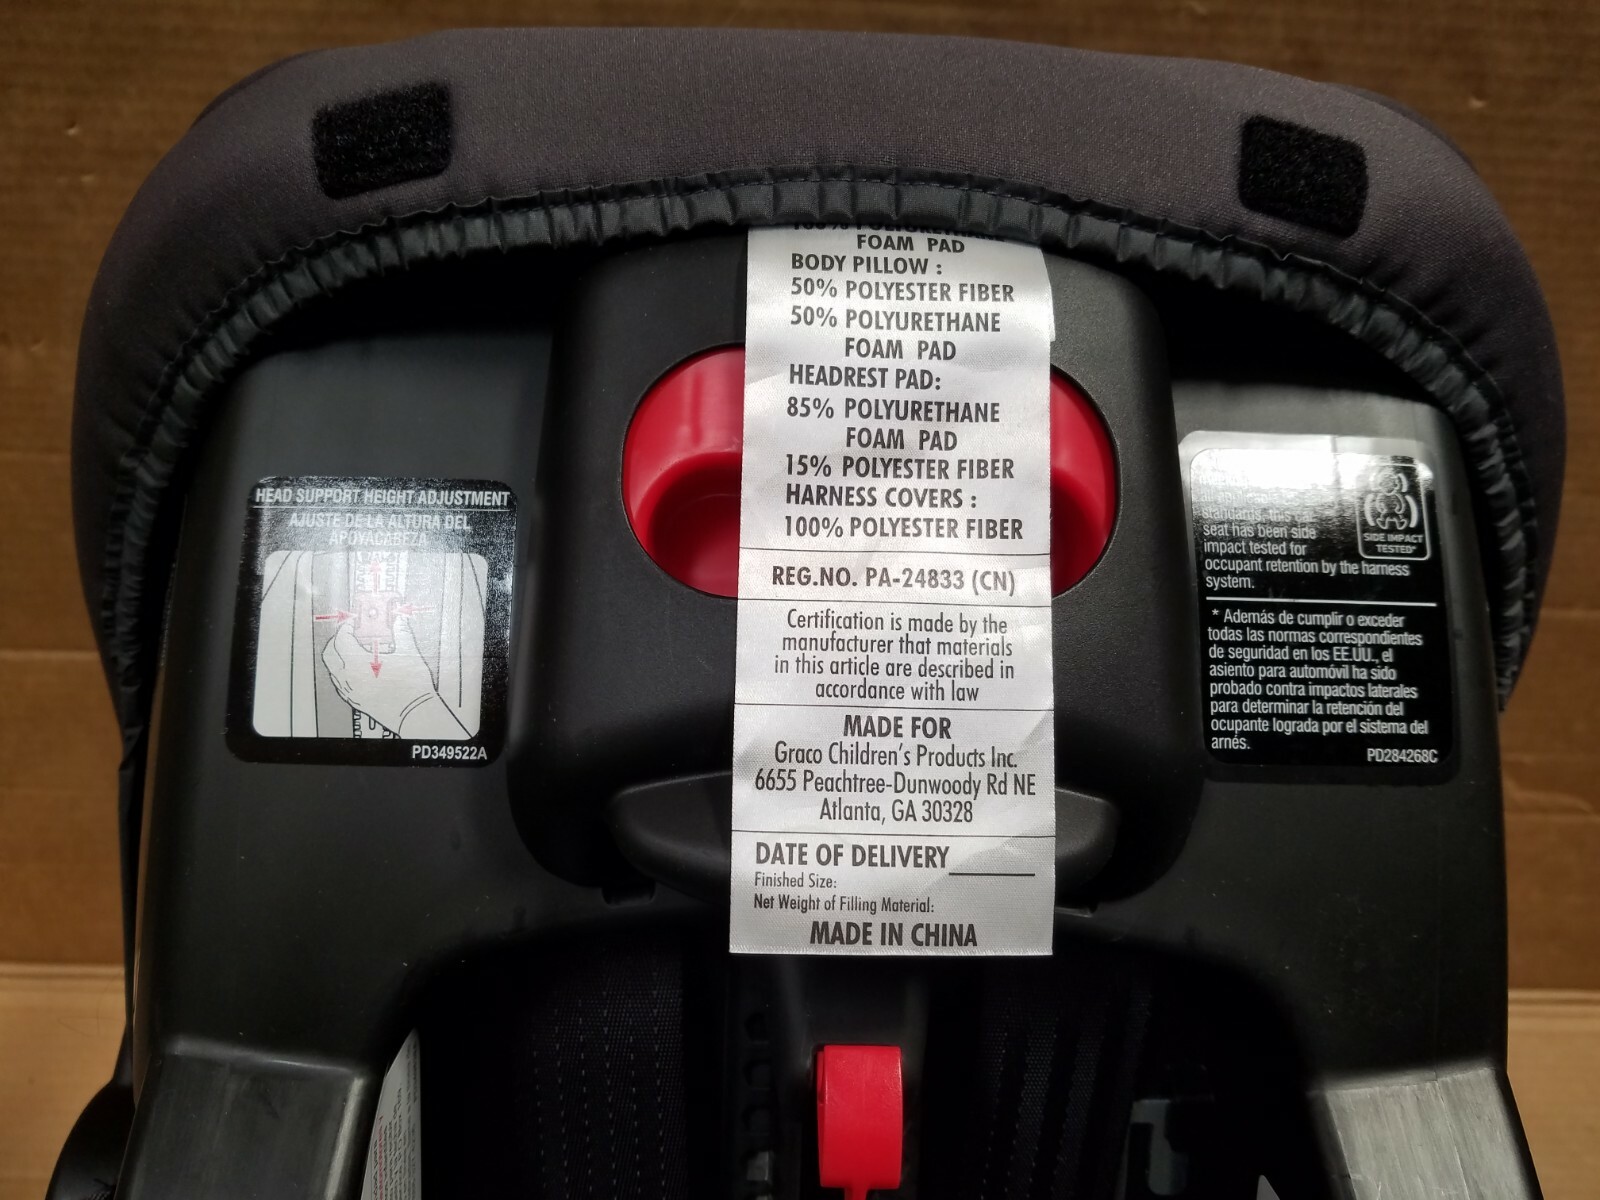 HEAD SUPPORT HEIGHT ADJUSTMENT
AJUSTE DE LA ALTURA DEL
APOYACABEZA
PD349522A
100% POLYURETHANE
FOAM PAD
BODY PILLOW :
50% POLYESTER FIBER
50% POLYURETHANE
FOAM PAD
HEADREST PAD:
85% POLYURETHANE
FOAM PAD
15% POLYESTER FIBER
HARNESS COVERS :
100% POLYESTER FIBER
REG.NO. PA-24833 (CN)
Certification is made by the
manufacturer that materials
in this article are described in
accordance with law
MADE FOR
Graco Children's Products Inc.
6655 Peachtree-Dunwoody Rd NE
Atlanta, GA 30328
DATE OF DELIVERY
Finished Size:
Net Weight of Filling Material:
MADE IN CHINA
standards, this
seat has been side
impact tested for
occupant retention by the harness
system.
SIDE IMPACT
TESTED*
* Además de cumplir o exceder
todas las normas correspondientes
de seguridad en los EE.UU., el
asiento para automóvil ha sido
probado contra impactos laterales
para determinar la retención del
ocupante lograda por el sistema del
arnés.
PD284268C